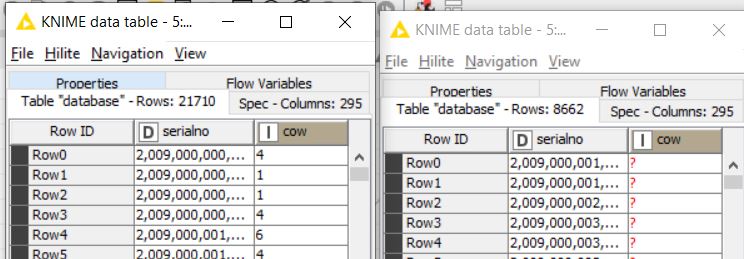 KNIME data table - 5:...
File Hilite Navigation View
Properties Flow Variables
Table "database" - Rows: 21710 Spec - Columns: 295
Row ID D serialno I cow
Row0 2,009,000,000,... 4
Row1 2,009,000,000,... 1
Row2 2,009,000,000,... 1
Row3 2,009,000,000,... 4
Row4 2,009,000,001,... 6
Row5 2,009,000,001,... 4
KNIME data table - 5:...
File Hilite Navigation View
Properties Flow Variables
Table "database" - Rows: 8662 Spec - Columns: 295
Row ID D serialno I cow
Row0 2,009,000,001,... ?
Row1 2,009,000,001,... ?
Row2 2,009,000,002,... ?
Row3 2,009,000,003,... ?
Row4 2,009,000,003,... ?
Row5